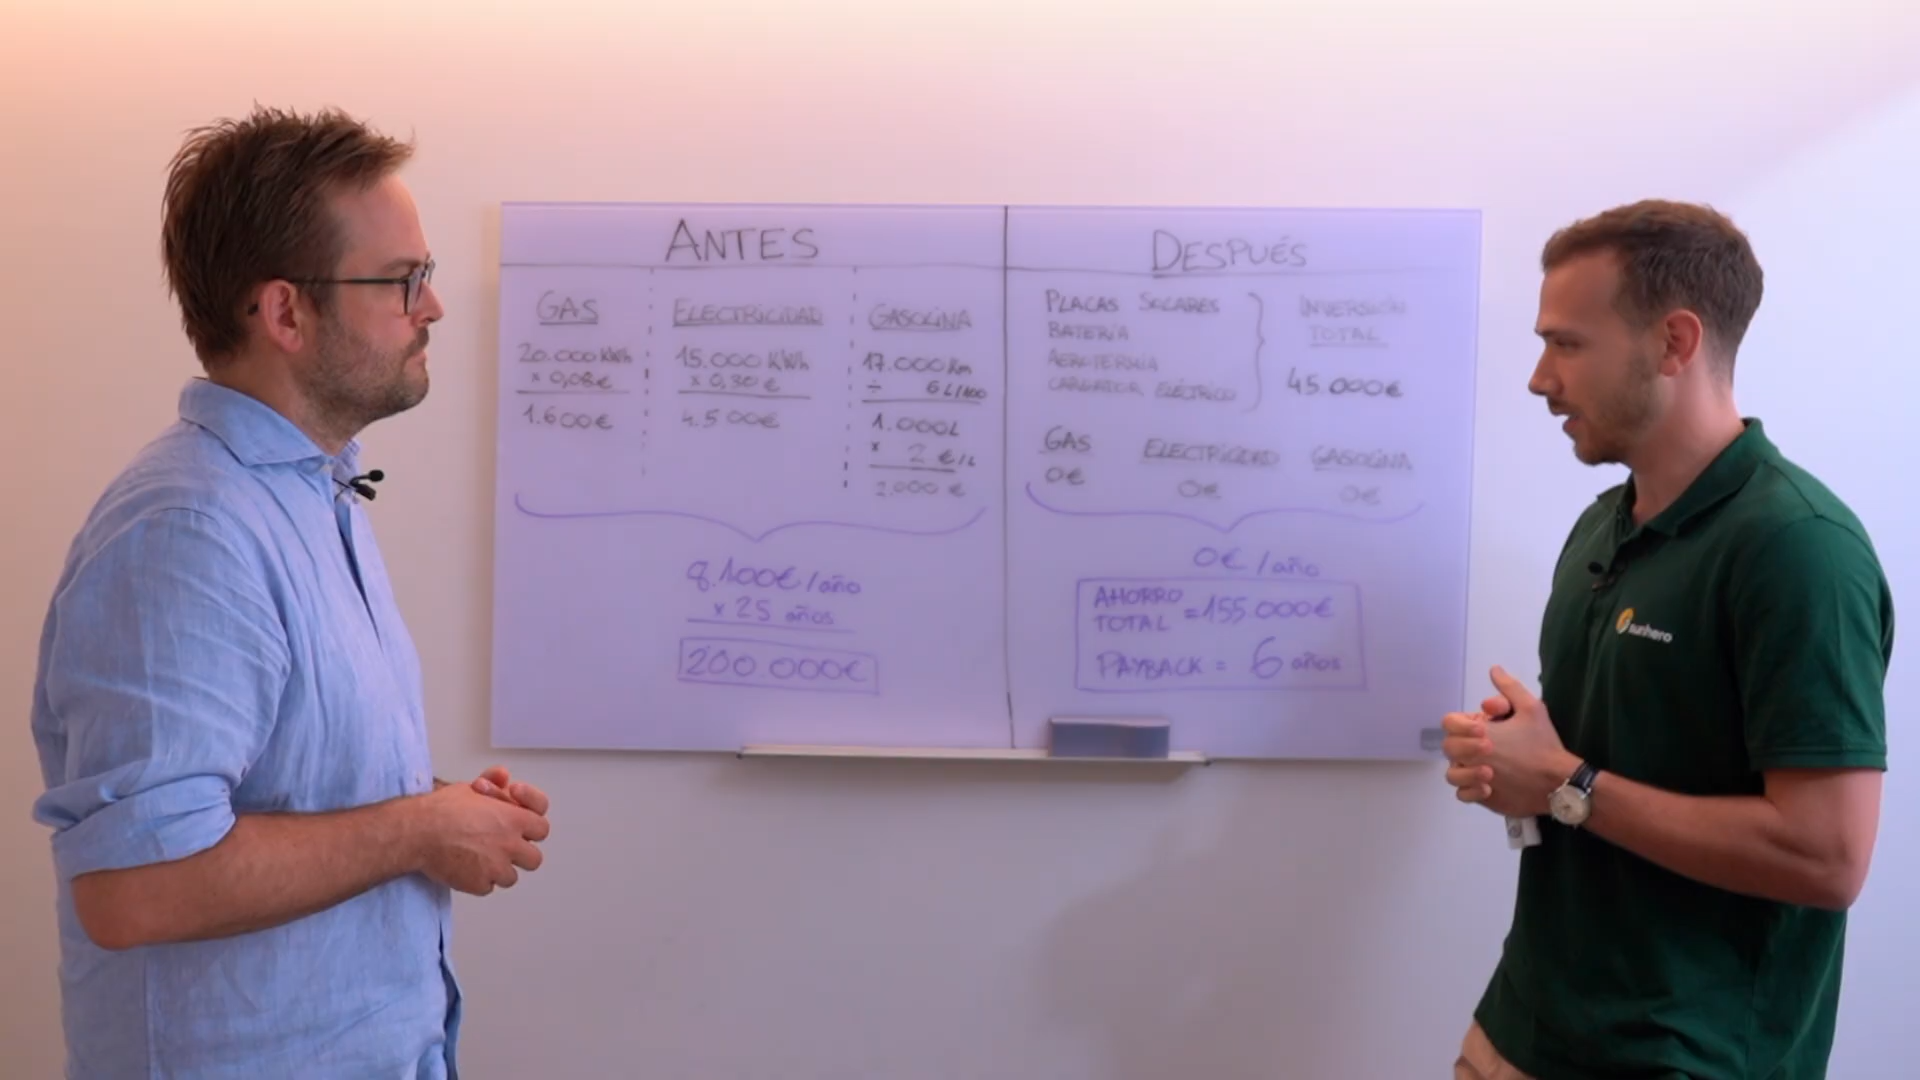 ANTES
GAS
20.000 kWh
x 0,08€
1.600€
ELECTRICIDAD
15.000 kWh
x 0,30 €
4.500€
GASOLINA
17.000 Km
÷ 6L/100
1.000L
x 2 €/L
2.000 €
8.100€/año
x 25 años
200.000€
DESPUÉS
PLACAS SOLARES
BATERÍA
AEROTERMIA
CARGADOR ELÉCTRICO
INVERSIÓN
TOTAL
45.000€
GAS
0€
ELECTRICIDAD
0€
GASOLINA
0€
0€ /año
AHORRO
TOTAL = 155.000€
PAYBACK = 6 años
sunhero